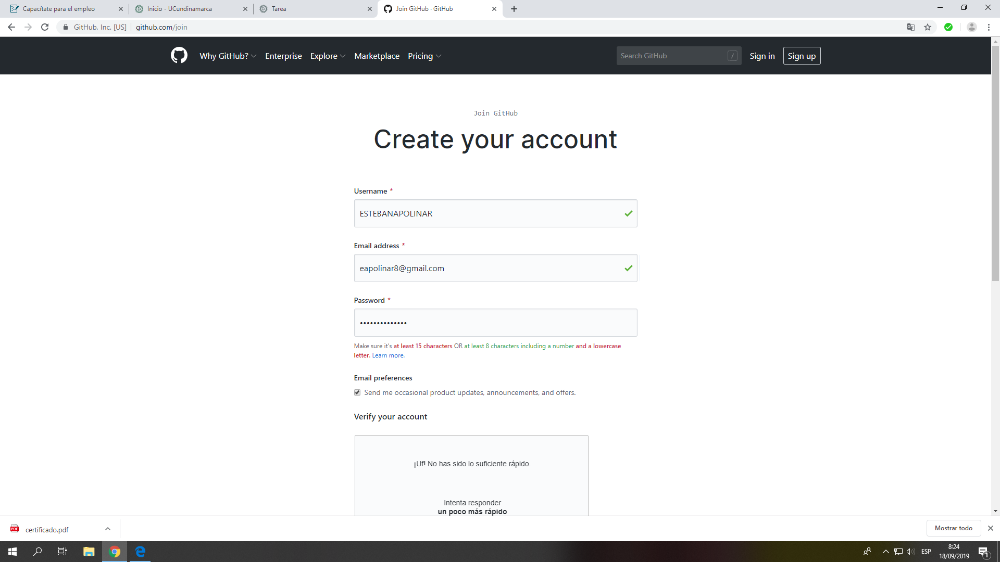 Capacítate para el empleo
Inicio - UCundinamarca
Tarea
Join GitHub · GitHub
GitHub, Inc. [US]
github.com/join
Why GitHub?
Enterprise
Explore
Marketplace
Pricing
Search GitHub
/
Sign in
Sign up
Join GitHub
Create your account
Username *
ESTEBANAPOLINAR
Email address *
eapolinar8@gmail.com
Password *
••••••••••••••
Make sure it's at least 15 characters OR at least 8 characters including a number and a lowercase
letter. Learn more.
Email preferences
Send me occasional product updates, announcements, and offers.
Verify your account
¡Uf! No has sido lo suficiente rápido.
Intenta responder
un poco más rápido
PDF
certificado.pdf
Mostrar todo
ESP
8:24
18/09/2019
1